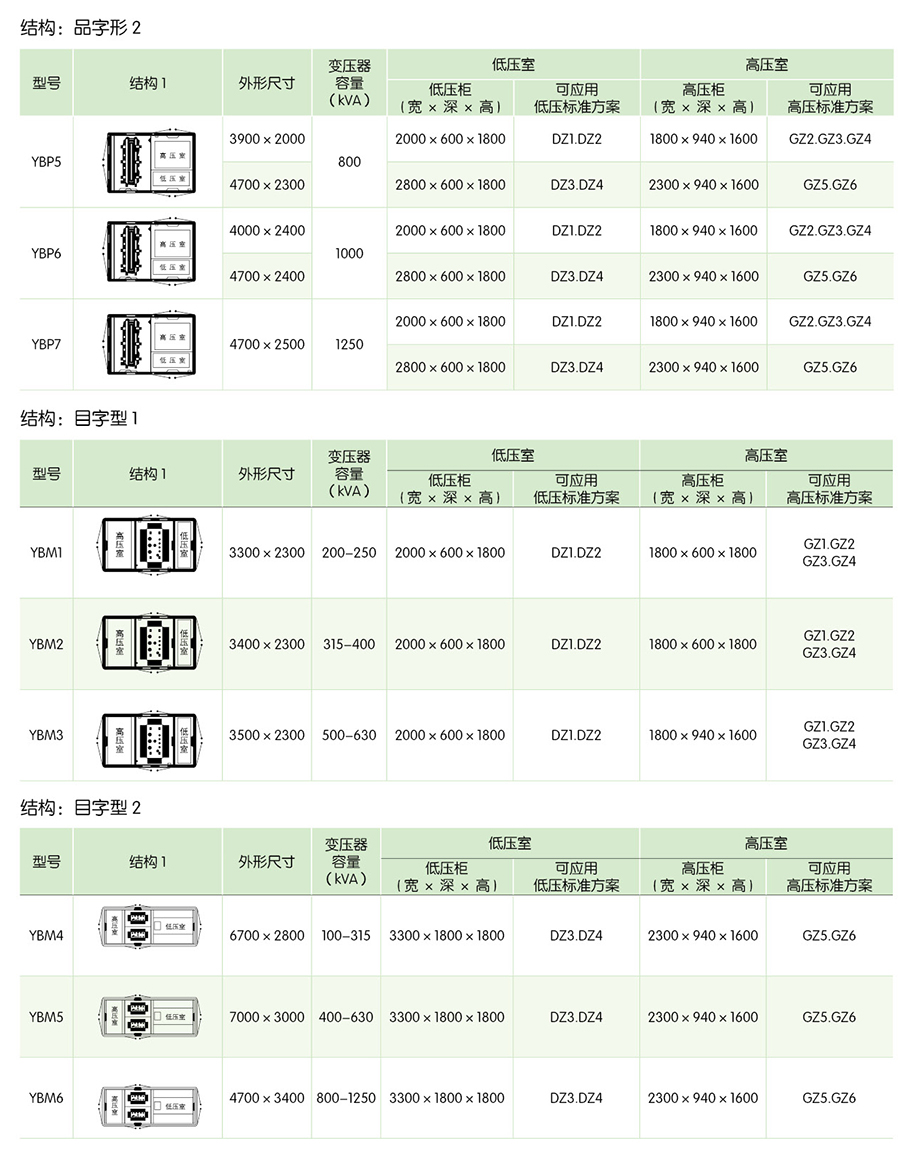 结构：品字形 2
型号 结构 1 外形尺寸 变压器容量（kVA） 低压室 高压室
低压柜（宽 × 深 × 高） 可应用低压标准方案 高压柜（宽 × 深 × 高） 可应用高压标准方案
YBP5 高压室 低压室 3900 × 2000 800 2000 × 600 × 1800 DZ1.DZ2 1800 × 940 × 1600 GZ2.GZ3.GZ4
4700 × 2300 2800 × 600 × 1800 DZ3.DZ4 2300 × 940 × 1600 GZ5.GZ6
YBP6 高压室 低压室 4000 × 2400 1000 2000 × 600 × 1800 DZ1.DZ2 1800 × 940 × 1600 GZ2.GZ3.GZ4
4700 × 2400 2800 × 600 × 1800 DZ3.DZ4 2300 × 940 × 1600 GZ5.GZ6
YBP7 高压室 低压室 4700 × 2500 1250 2000 × 600 × 1800 DZ1.DZ2 1800 × 940 × 1600 GZ2.GZ3.GZ4
2800 × 600 × 1800 DZ3.DZ4 2300 × 940 × 1600 GZ5.GZ6
结构：目字型 1
型号 结构 1 外形尺寸 变压器容量（kVA） 低压室 高压室
低压柜（宽 × 深 × 高） 可应用低压标准方案 高压柜（宽 × 深 × 高） 可应用高压标准方案
YBM1 高压室 低压室 3300 × 2300 200–250 2000 × 600 × 1800 DZ1.DZ2 1800 × 600 × 1800 GZ1.GZ2 GZ3.GZ4
YBM2 高压室 低压室 3400 × 2300 315–400 2000 × 600 × 1800 DZ1.DZ2 1800 × 600 × 1800 GZ1.GZ2 GZ3.GZ4
YBM3 高压室 低压室 3500 × 2300 500–630 2000 × 600 × 1800 DZ1.DZ2 1800 × 940 × 1600 GZ1.GZ2 GZ3.GZ4
结构：目字型 2
型号 结构 1 外形尺寸 变压器容量（kVA） 低压室 高压室
低压柜（宽 × 深 × 高） 可应用低压标准方案 高压柜（宽 × 深 × 高） 可应用高压标准方案
YBM4 高压室 低压室 6700 × 2800 100–315 3300 × 1800 × 1800 DZ3.DZ4 2300 × 940 × 1600 GZ5.GZ6
YBM5 高压室 低压室 7000 × 3000 400–630 3300 × 1800 × 1800 DZ3.DZ4 2300 × 940 × 1600 GZ5.GZ6
YBM6 高压室 低压室 4700 × 3400 800–1250 3300 × 1800 × 1800 DZ3.DZ4 2300 × 940 × 1600 GZ5.GZ6